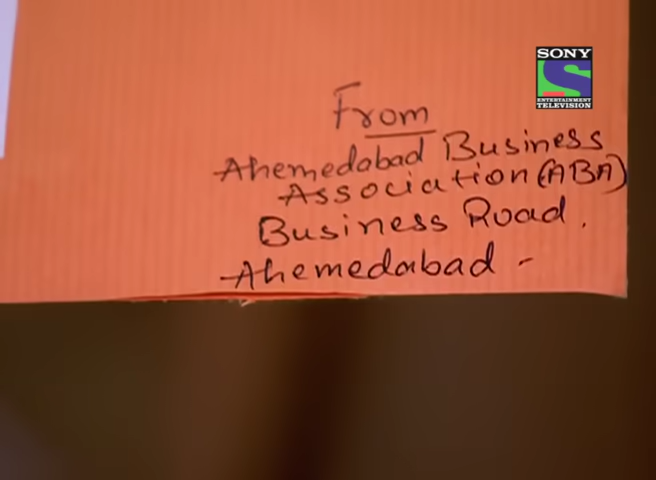 SONY
ENTERTAINMENT
TELEVISION
From
Ahemedabad Business
Association (ABA)
Business Road.
Ahemedabad -